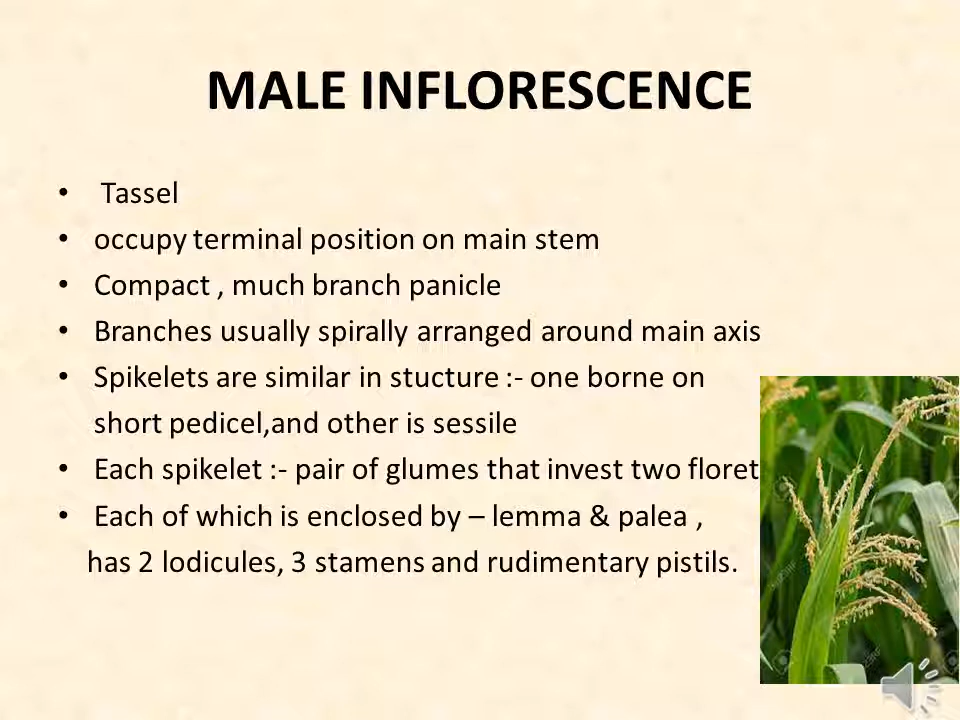 MALE INFLORESCENCE
• Tassel
• occupy terminal position on main stem
• Compact , much branch panicle
• Branches usually spirally arranged around main axis
• Spikelets are similar in stucture :- one borne on
short pedicel,and other is sessile
• Each spikelet :- pair of glumes that invest two floret
• Each of which is enclosed by – lemma & palea ,
has 2 lodicules, 3 stamens and rudimentary pistils.